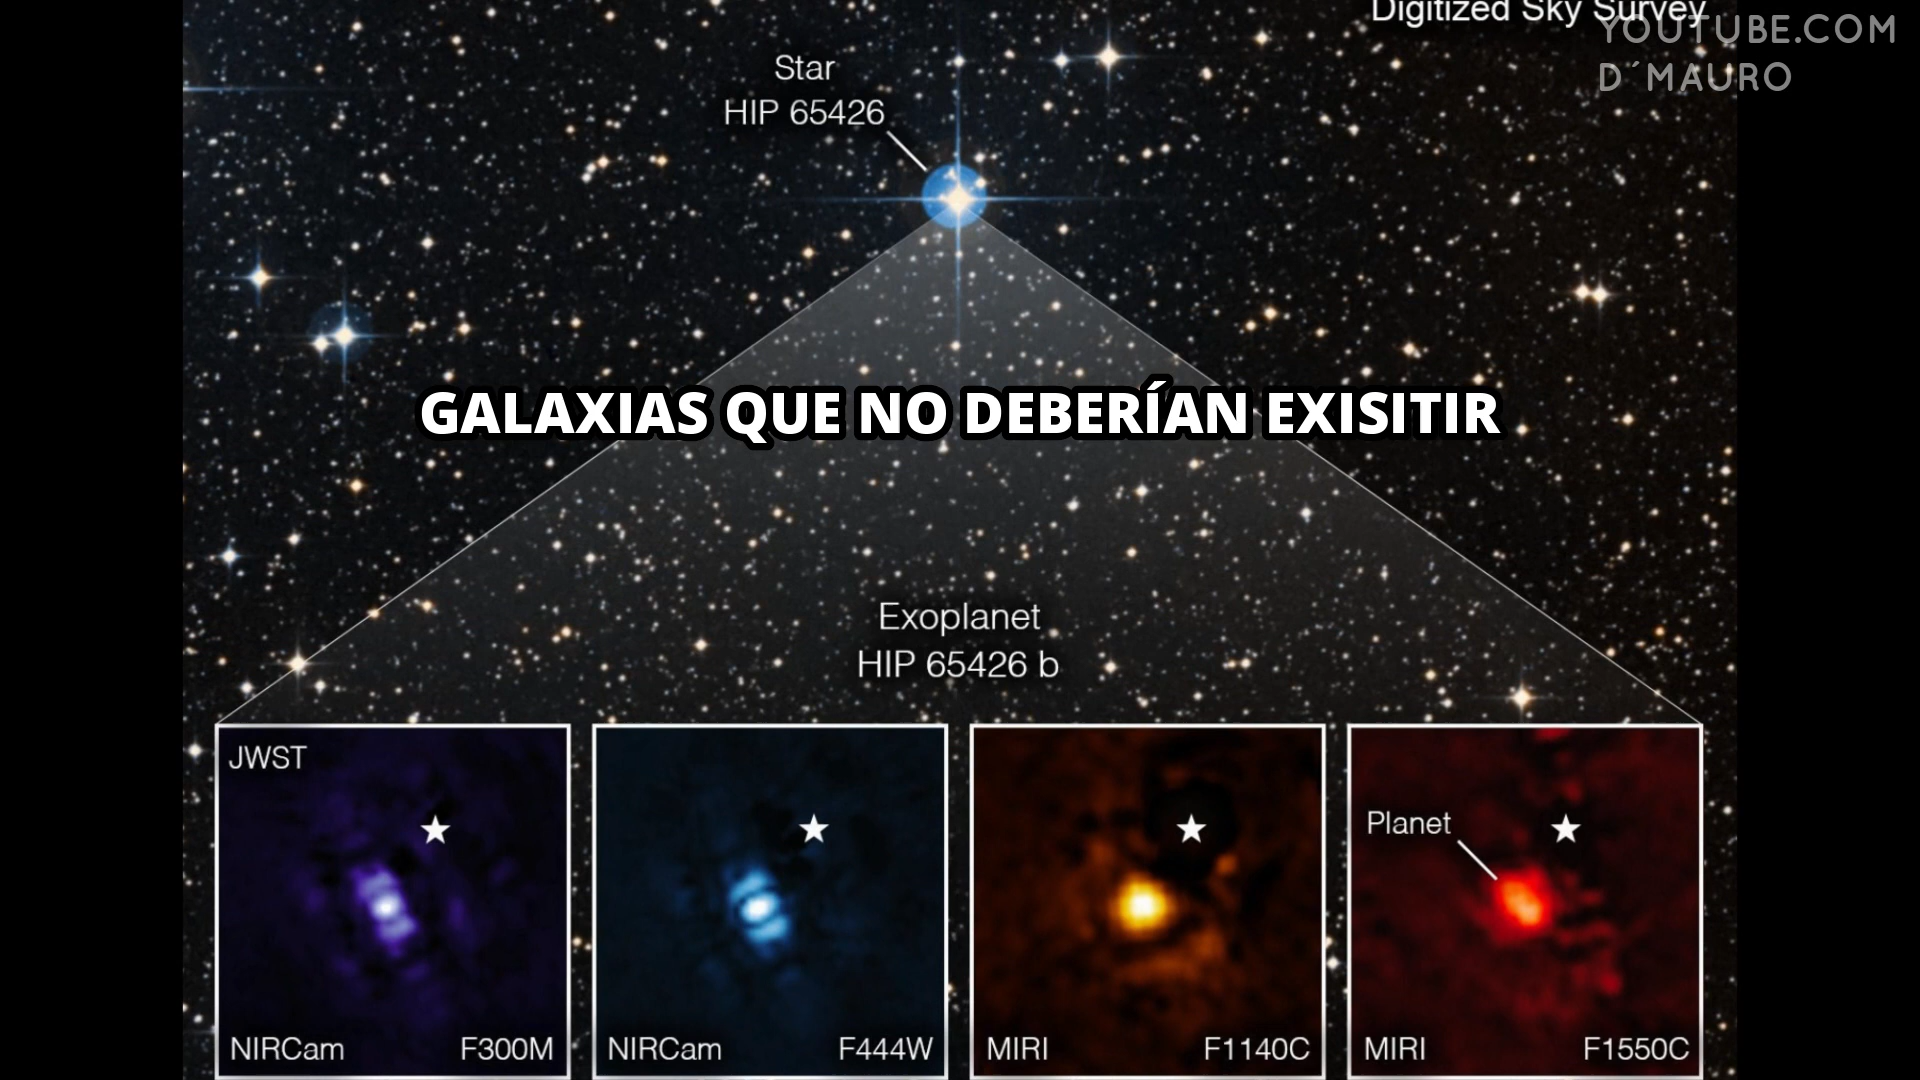 Digitized Sky Survey
YOUTUBE.COM
D´MAURO
Star
HIP 65426
GALAXIAS QUE NO DEBERÍAN EXISITIR
Exoplanet
HIP 65426 b
JWST
Planet
NIRCam F300M
NIRCam F444W
MIRI F1140C
MIRI F1550C